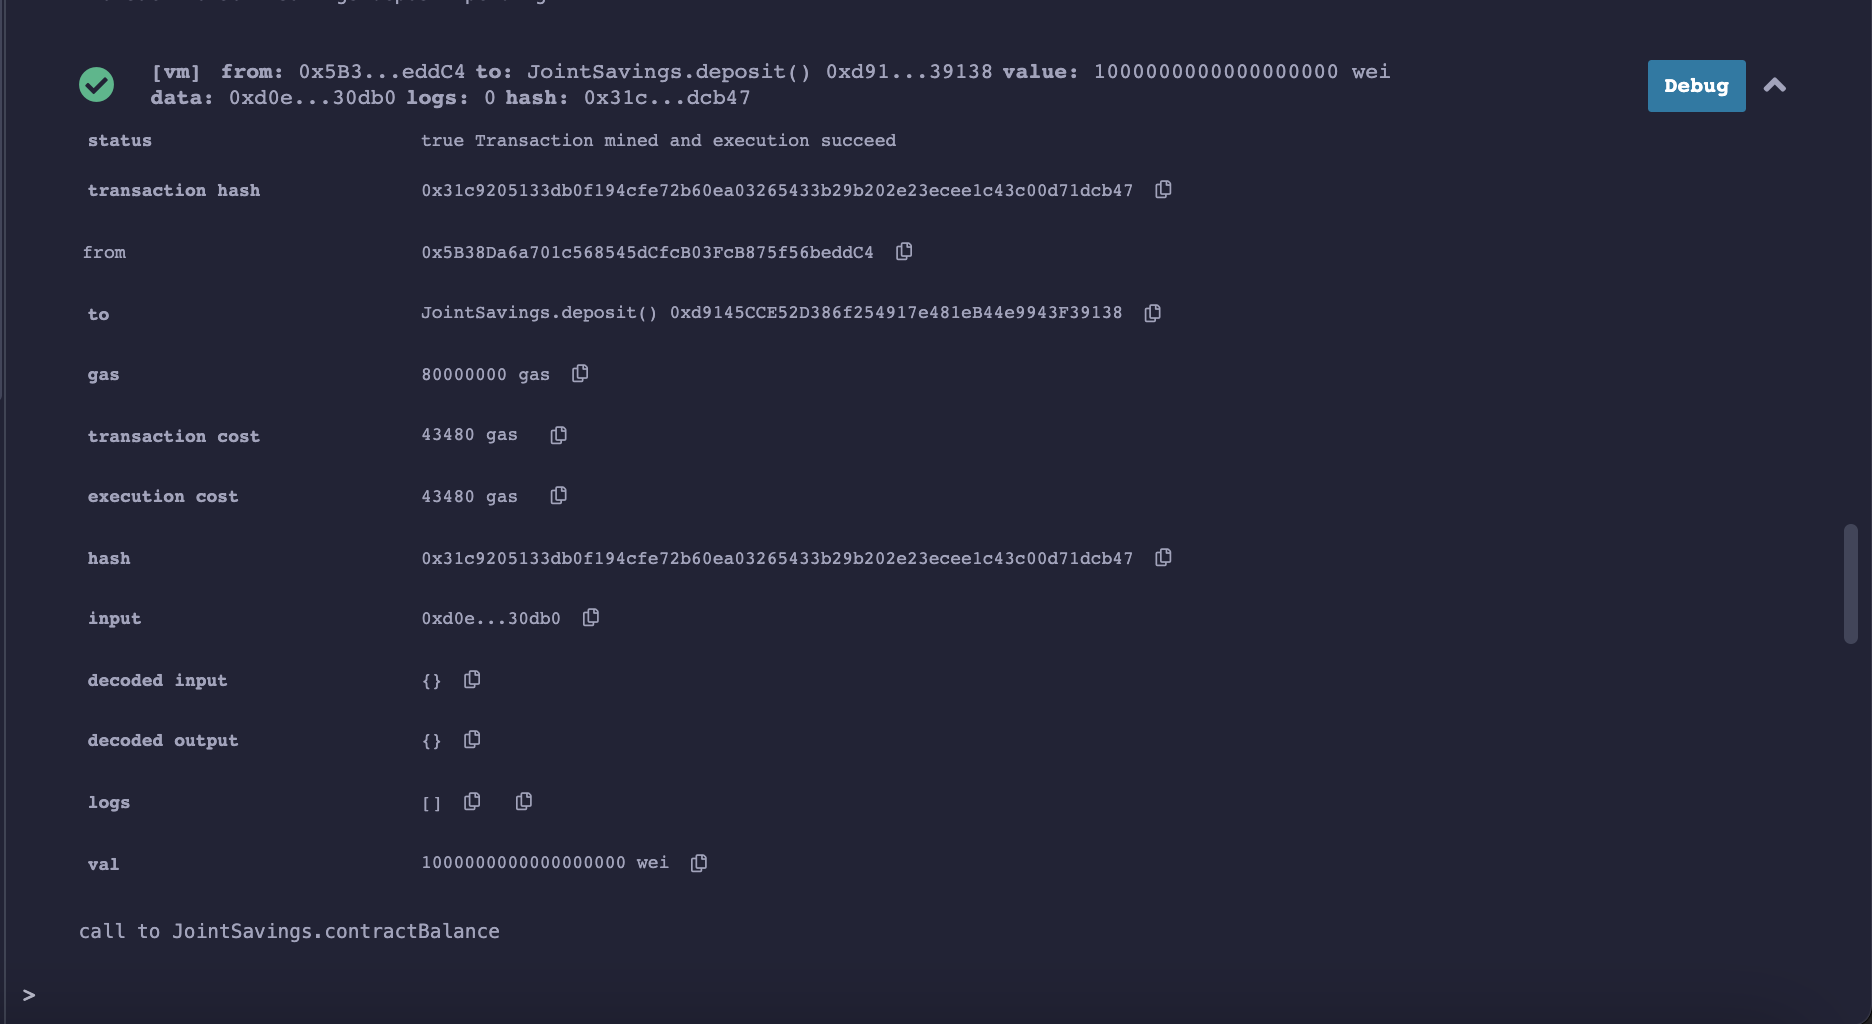 [vm] from: 0x5B3...eddC4 to: JointSavings.deposit() 0xd91...39138 value: 1000000000000000000 wei
data: 0xd0e...30db0 logs: 0 hash: 0x31c...dcb47
Debug
status true Transaction mined and execution succeed
transaction hash 0x31c9205133db0f194cfe72b60ea03265433b29b202e23ecee1c43c00d71dcb47
from 0x5B38Da6a701c568545dCfcB03FcB875f56beddC4
to JointSavings.deposit() 0xd9145CCE52D386f254917e481eB44e9943F39138
gas 80000000 gas
transaction cost 43480 gas
execution cost 43480 gas
hash 0x31c9205133db0f194cfe72b60ea03265433b29b202e23ecee1c43c00d71dcb47
input 0xd0e...30db0
decoded input {}
decoded output {}
logs []
val 1000000000000000000 wei
call to JointSavings.contractBalance
>